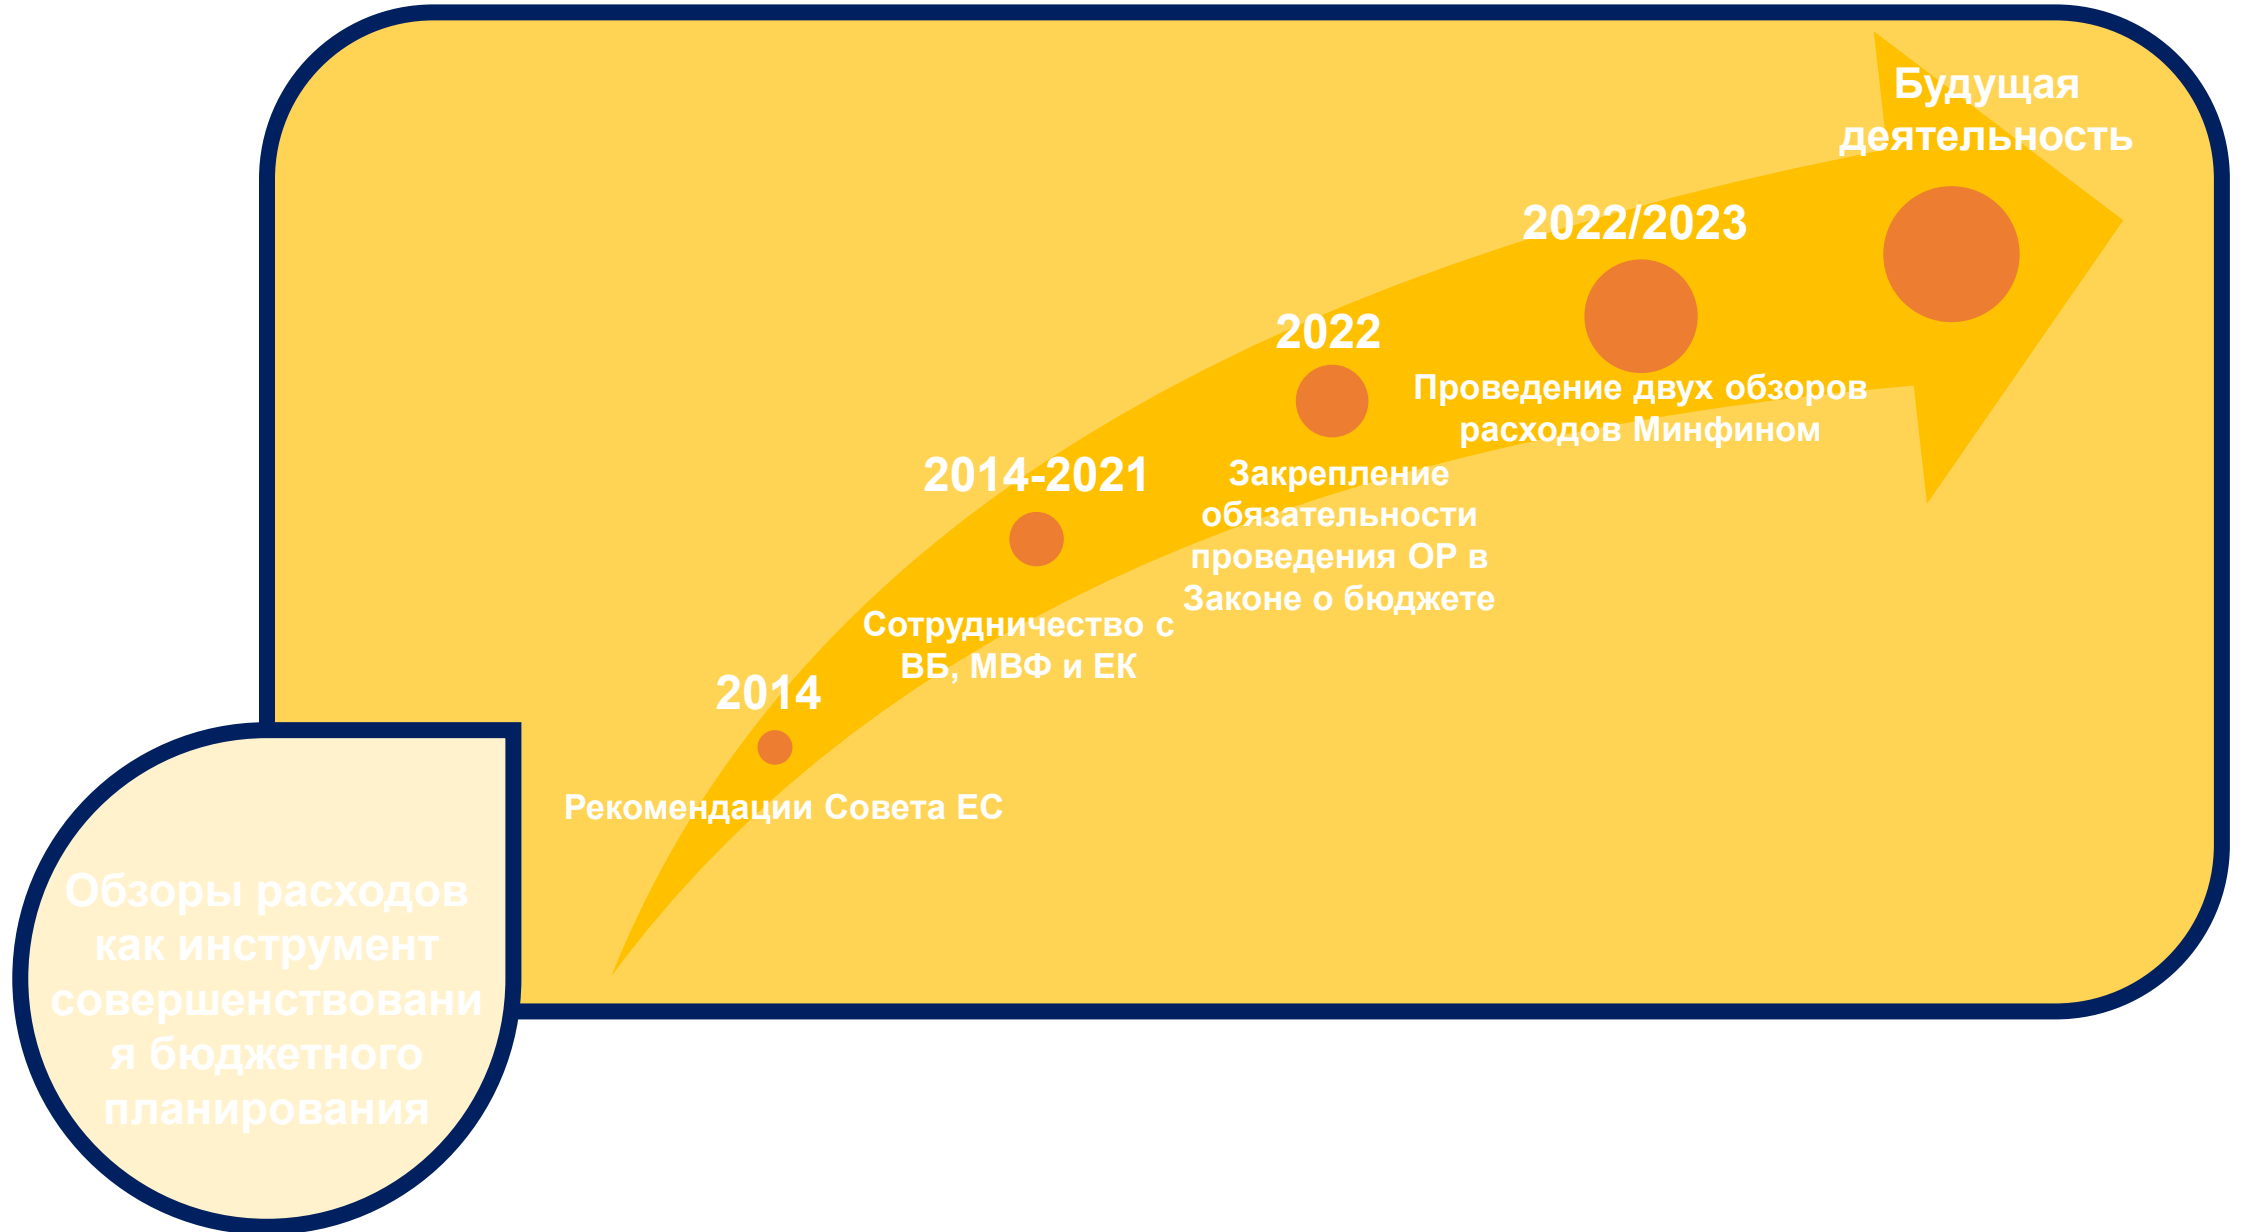 Будущая
деятельность
2022/2023
Проведение двух обзоров
расходов Минфином
2022
Закрепление
обязательности
проведения ОР в
Законе о бюджете
2014-2021
Сотрудничество с
ВБ, МВФ и ЕК
2014
Рекомендации Совета ЕС
Обзоры расходов
как инструмент
совершенствовани
я бюджетного
планирования